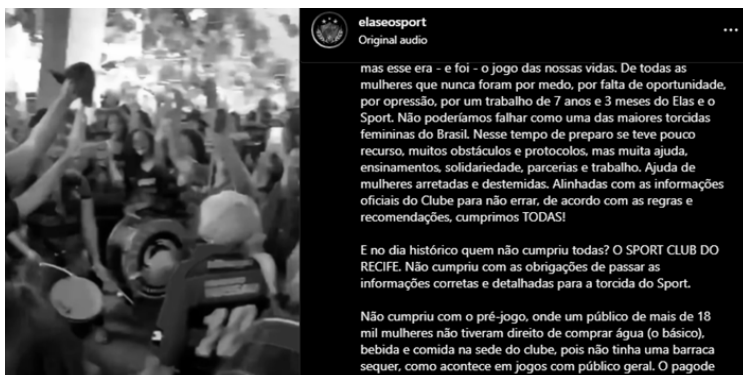 elaseosport
Original audio
mas esse era - e foi - o jogo das nossas vidas. De todas as
mulheres que nunca foram por medo, por falta de oportunidade,
por opressão, por um trabalho de 7 anos e 3 meses do Elas e o
Sport. Não poderíamos falhar como uma das maiores torcidas
femininas do Brasil. Nesse tempo de preparo se teve pouco
recurso, muitos obstáculos e protocolos, mas muita ajuda,
ensinamentos, solidariedade, parcerias e trabalho. Ajuda de
mulheres arretadas e destemidas. Alinhadas com as informações
oficiais do Clube para não errar, de acordo com as regras e
recomendações, cumprimos TODAS!
E no dia histórico quem não cumpriu todas? O SPORT CLUB DO
RECIFE. Não cumpriu com as obrigações de passar as
informações corretas e detalhadas para a torcida do Sport.
Não cumpriu com o pré-jogo, onde um público de mais de 18
mil mulheres não tiveram direito de comprar água (o básico),
bebida e comida na sede do clube, pois não tinha uma barraca
sequer, como acontece em jogos com público geral. O pagode